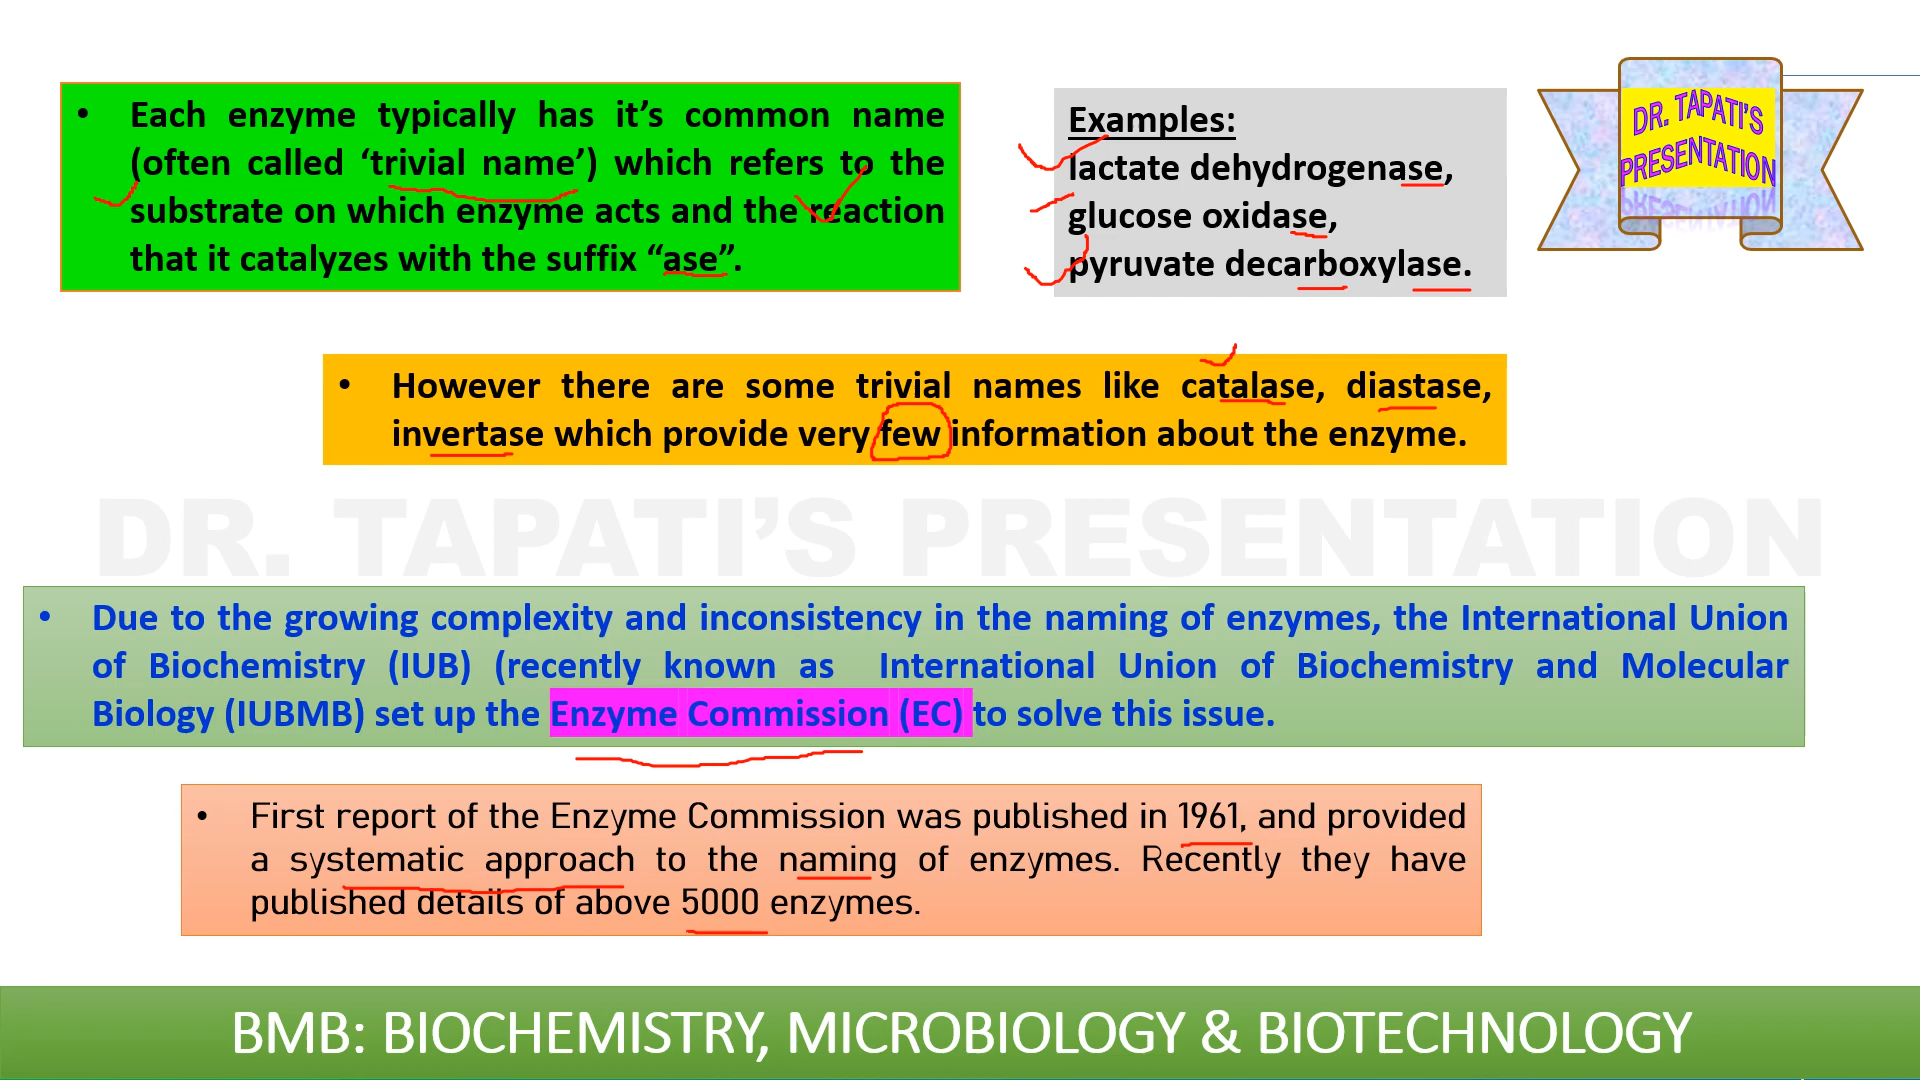 • Each enzyme typically has it’s common name
(often called ‘trivial name’) which refers to the
substrate on which enzyme acts and the reaction
that it catalyzes with the suffix “ase”.
Examples:
lactate dehydrogenase,
glucose oxidase,
pyruvate decarboxylase.
DR. TAPATI’S
PRESENTATION
• However there are some trivial names like catalase, diastase,
invertase which provide very few information about the enzyme.
DR. TAPATI’S PRESENTATION
• Due to the growing complexity and inconsistency in the naming of enzymes, the International Union
of Biochemistry (IUB) (recently known as International Union of Biochemistry and Molecular
Biology (IUBMB) set up the Enzyme Commission (EC) to solve this issue.
• First report of the Enzyme Commission was published in 1961, and provided
a systematic approach to the naming of enzymes. Recently they have
published details of above 5000 enzymes.
BMB: BIOCHEMISTRY, MICROBIOLOGY & BIOTECHNOLOGY